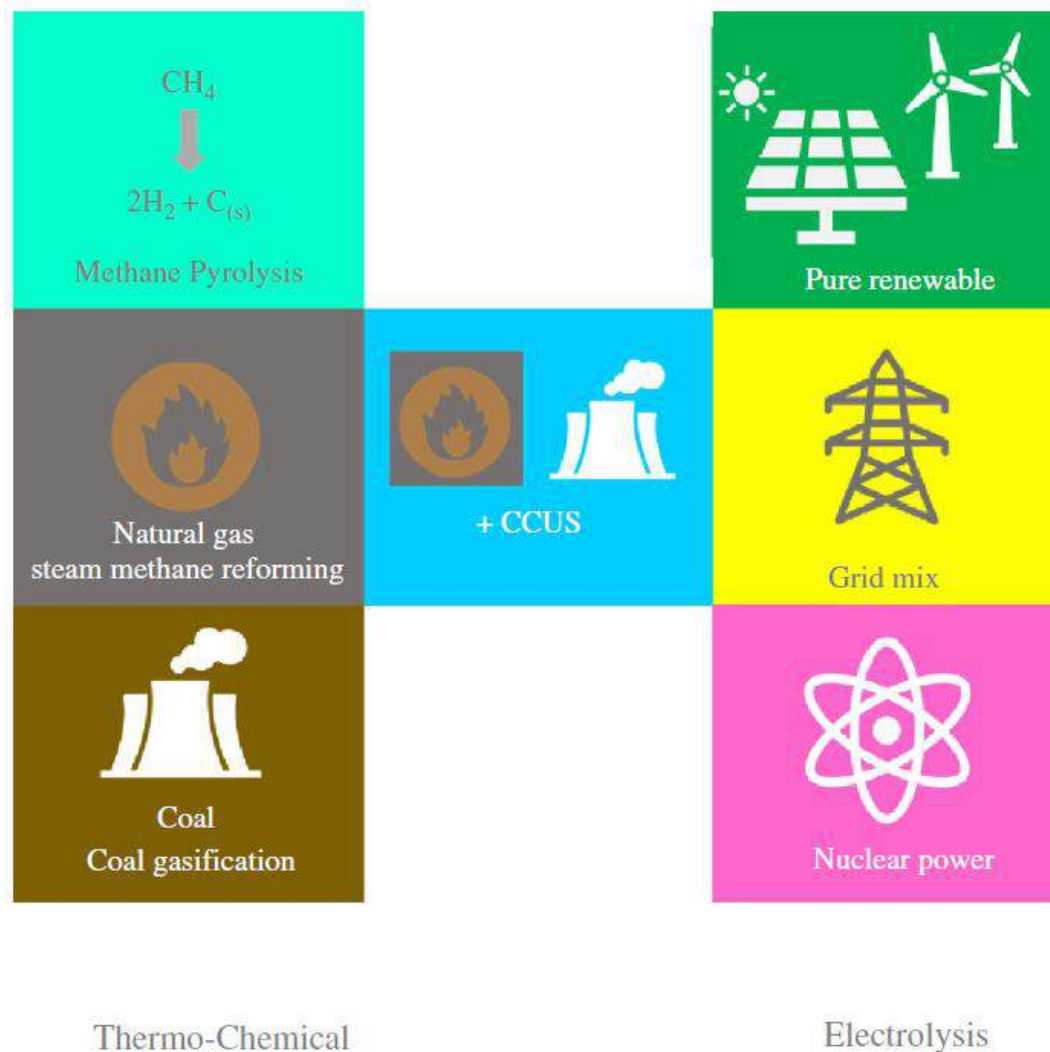 CH4
2H2 + C(s)
Methane Pyrolysis
Pure renewable
Natural gas
steam methane reforming
+ CCUS
Grid mix
Coal
Coal gasification
Nuclear power
Thermo-Chemical
Electrolysis